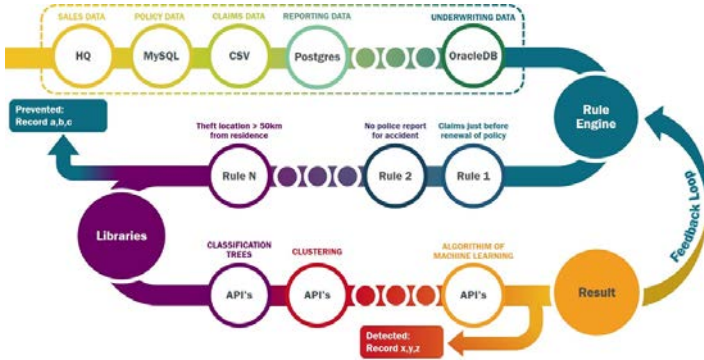 SALES DATA
POLICY DATA
CLAIMS DATA
REPORTING DATA
UNDERWRITING DATA
HQ
MySQL
CSV
Postgres
OracleDB
Prevented:
Record a,b,c
Theft location > 50km
from residence
No police report
for accident
Claims just before
renewal of policy
Rule
Engine
Rule N
Rule 2
Rule 1
Feedback Loop
Libraries
CLASSIFICATION
TREES
CLUSTERING
ALGORITHIM OF
MACHINE LEARNING
API's
API's
API's
Result
Detected:
Record x,y,z